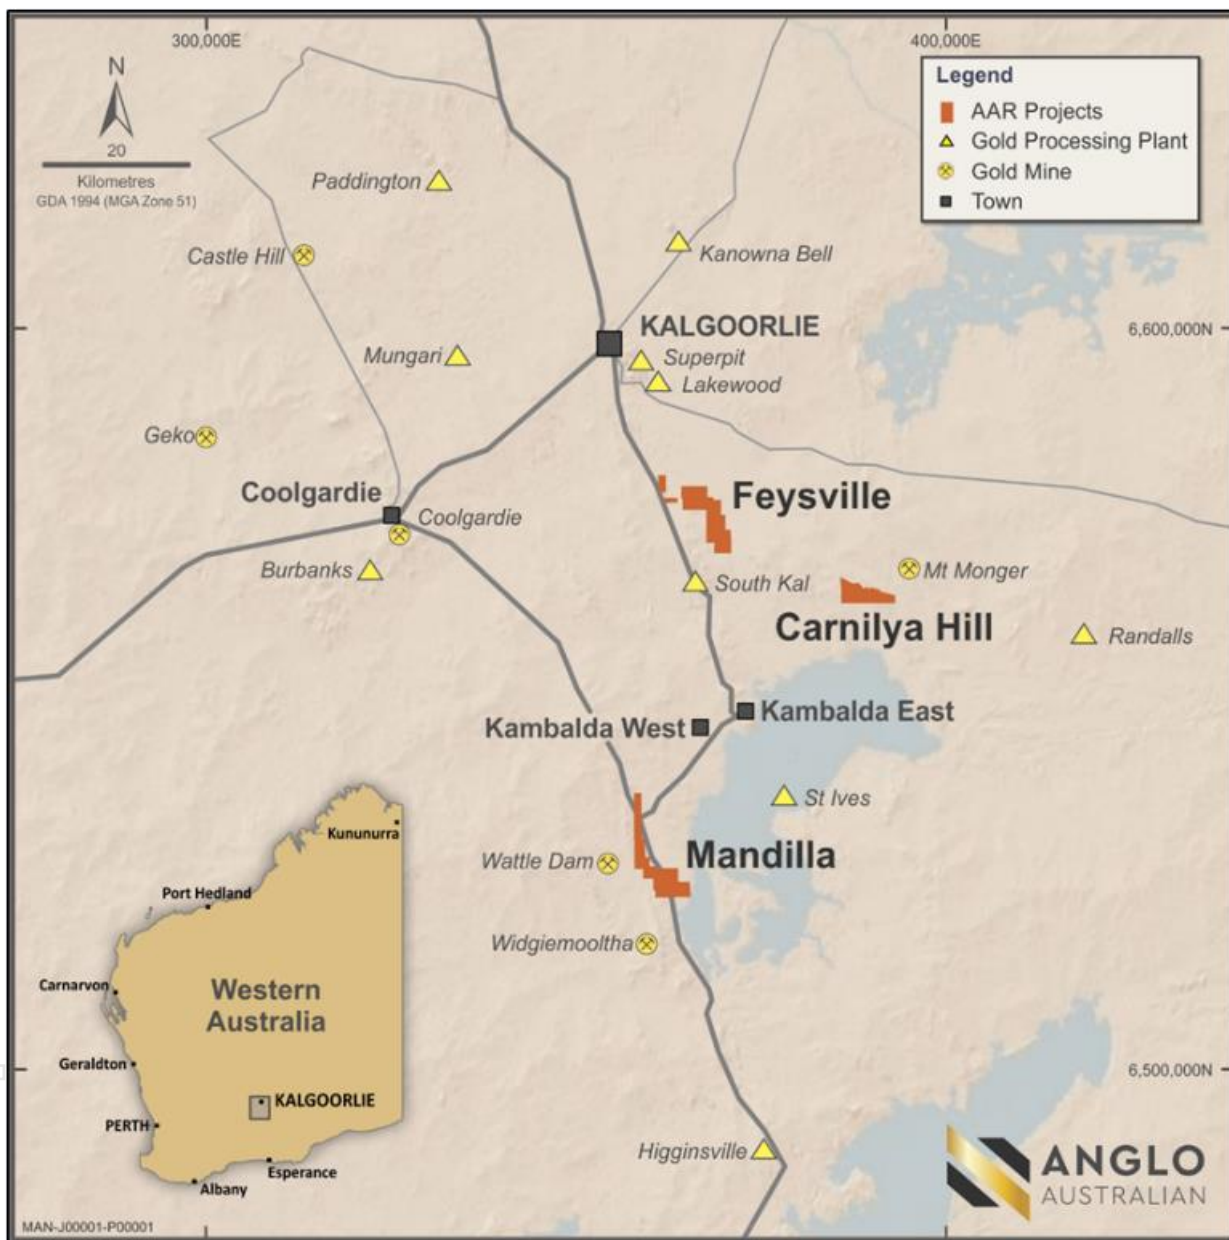 300,000E
400,000E
N
20
Kilometres
GDA 1994 (MGA Zone 51)
Legend
AAR Projects
Gold Processing Plant
Gold Mine
Town
Paddington
Castle Hill
Kanowna Bell
KALGOORLIE
6,600,000N
Mungari
Superpit
Lakewood
Geko
Coolgardie
Coolgardie
Feysville
Burbanks
South Kal
Mt Monger
Carnilya Hill
Randalls
Kambalda East
Kambalda West
St Ives
Wattle Dam
Mandilla
Widgiemooltha
Kununurra
Port Hedland
Carnarvon
Western
Australia
Geraldton
KALGOORLIE
PERTH
Esperance
Albany
6,500,000N
Higginsville
ANGLO
AUSTRALIAN
MAN-J00001-P00001